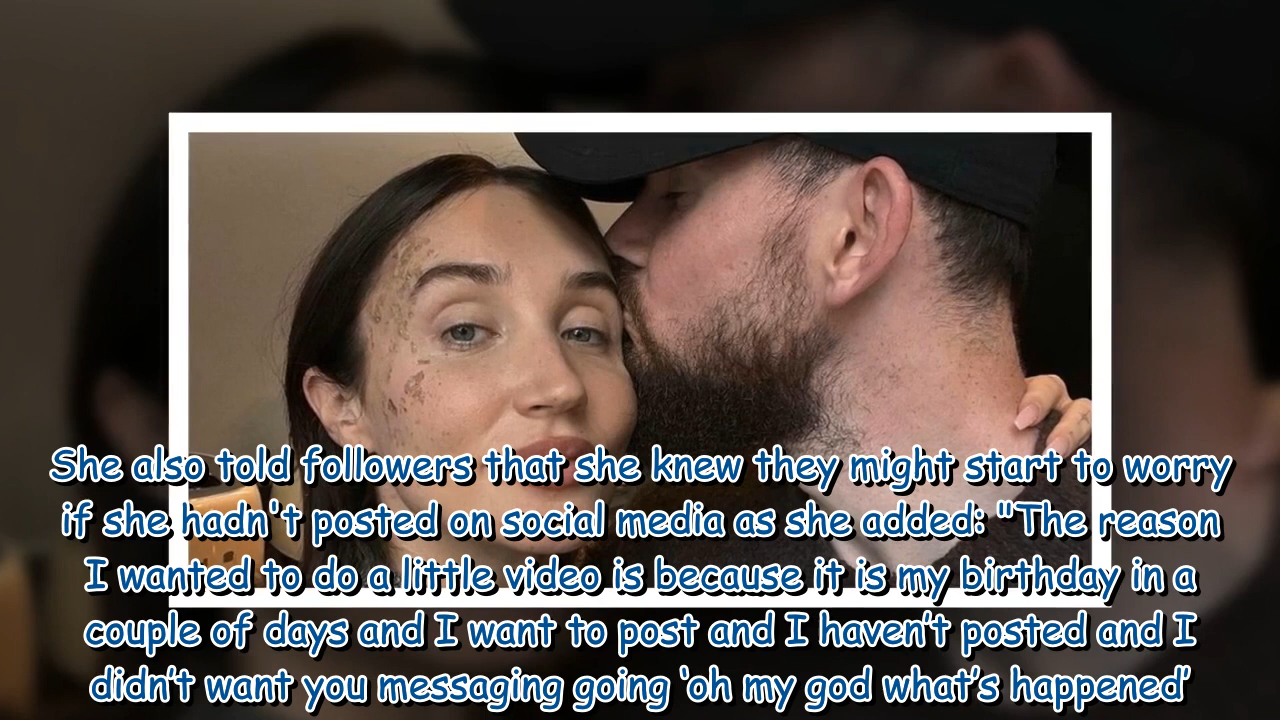 She also told followers that she knew they might start to worry
if she hadn't posted on social media as she added: "The reason
I wanted to do a little video is because it is my birthday in a
couple of days and I want to post and I haven’t posted and I
didn’t want you messaging going ‘oh my god what’s happened’